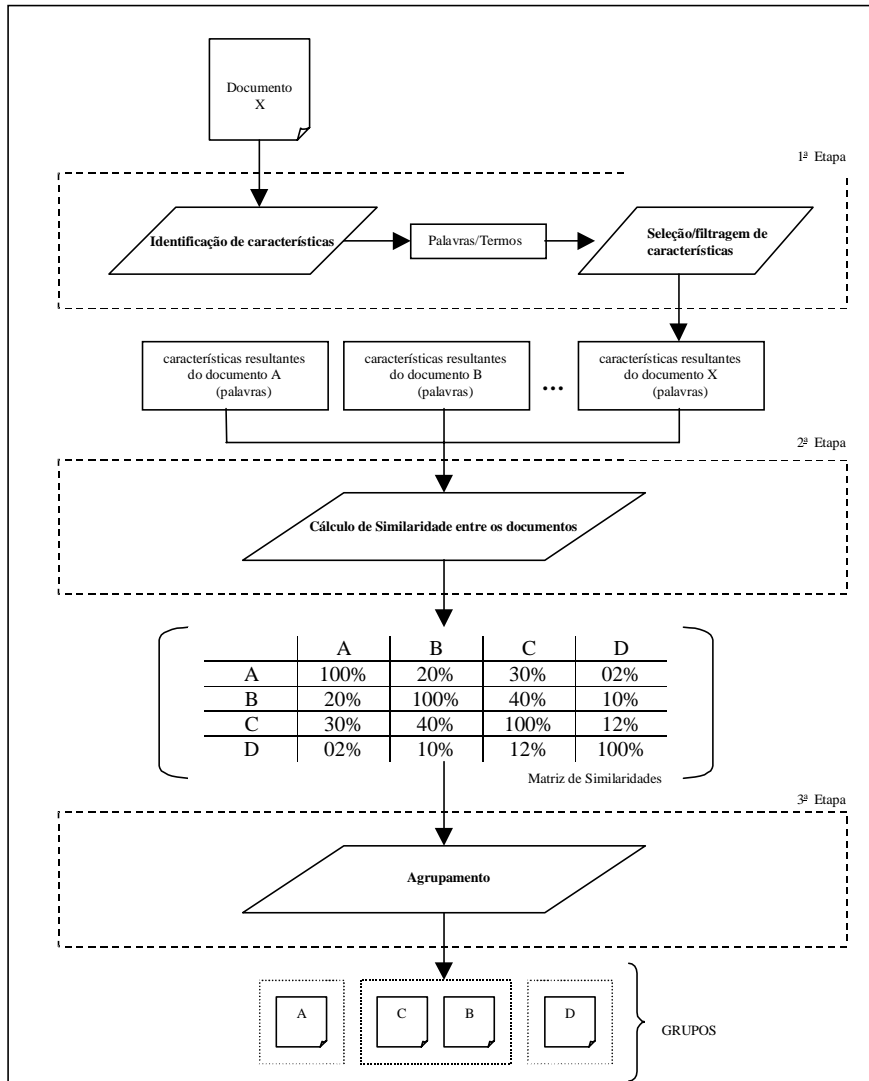 Documento
X
1ª Etapa
Identificação de características
Palavras/Termos
Seleção/filtragem de
características
características resultantes
do documento A
(palavras)
características resultantes
do documento B
(palavras)
...
características resultantes
do documento X
(palavras)
2ª Etapa
Cálculo de Similaridade entre os documentos
A B C D
A 100% 20% 30% 02%
B 20% 100% 40% 10%
C 30% 40% 100% 12%
D 02% 10% 12% 100%
Matriz de Similaridades
3ª Etapa
Agrupamento
A C B D
GRUPOS